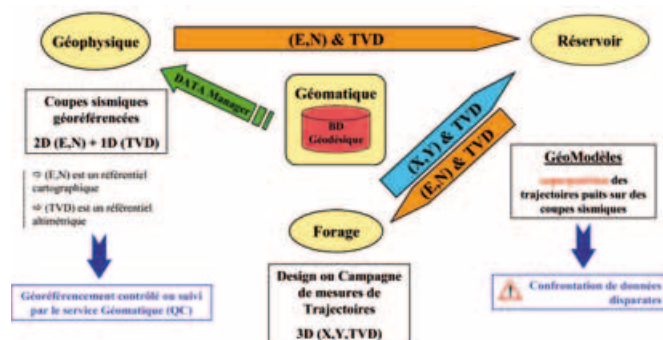 Géophysique
(E,N) & TVD
Réservoir
DATA Manager
Géomatique
BD
Géodésique
(X,Y) & TVD
(E,N) & TVD
Coupes sismiques
géoréférencées
2D (E,N) + 1D (TVD)
⇨ (E,N) est un référentiel
cartographique
⇨ (TVD) est un référentiel
altimétrique
Géoréférencement contrôlé ou suivi
par le service Géomatique (QC)
Forage
Design ou Campagne
de mesures de
Trajectoires
3D (X,Y,TVD)
GéoModèles
des
trajectoires puits sur des
coupes sismiques
Confrontation de données
disparates